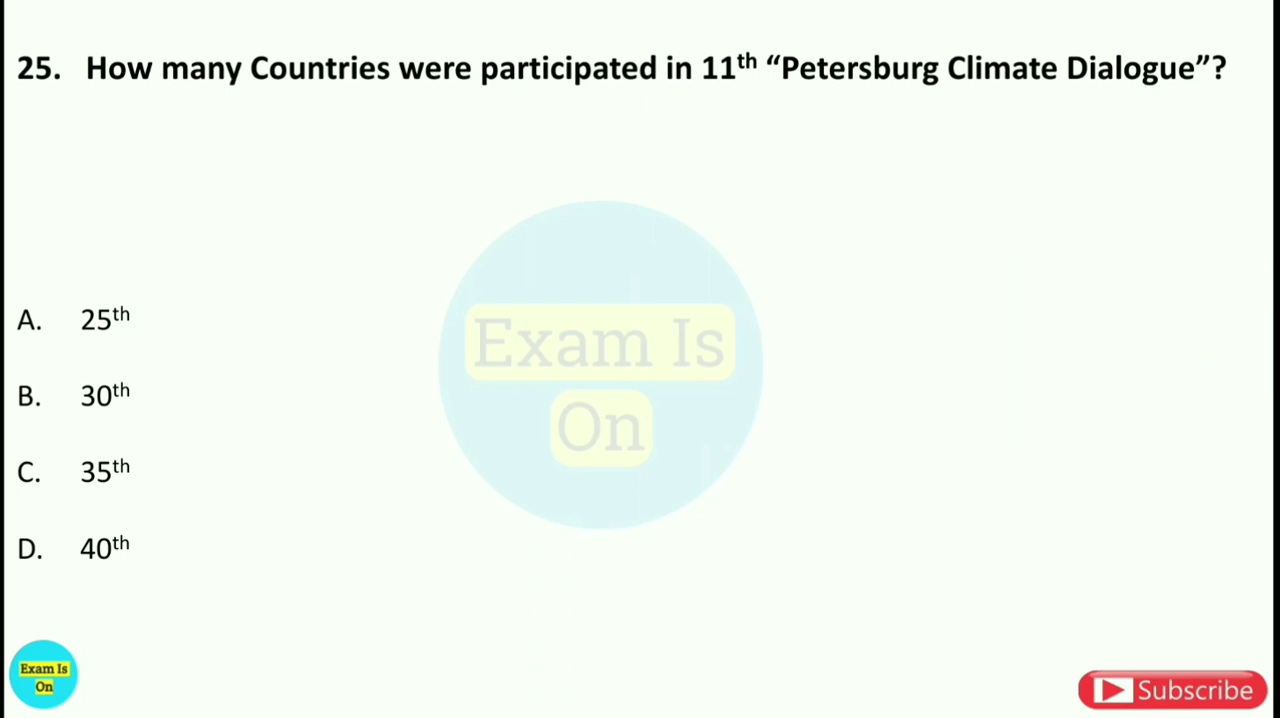 25. How many Countries were participated in 11th “Petersburg Climate Dialogue”?
Exam Is
On
A. 25th
B. 30th
C. 35th
D. 40th
Exam Is
On
Subscribe